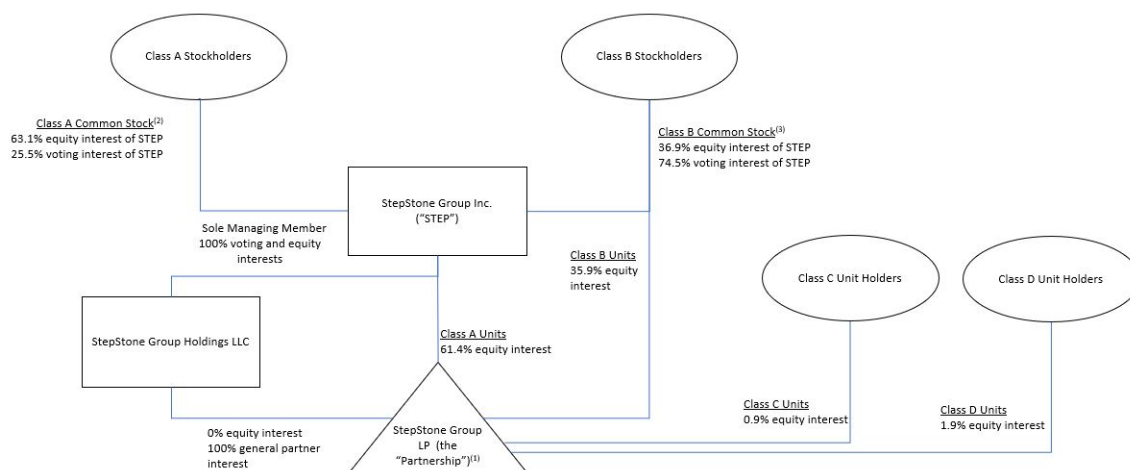 Class A Stockholders
Class B Stockholders
Class A Common Stock(2)
63.1% equity interest of STEP
25.5% voting interest of STEP
Class B Common Stock(3)
36.9% equity interest of STEP
74.5% voting interest of STEP
StepStone Group Inc.
("STEP")
Sole Managing Member
100% voting and equity
interests
Class B Units
35.9% equity
interest
Class C Unit Holders
Class D Unit Holders
StepStone Group Holdings LLC
Class A Units
61.4% equity interest
Class C Units
0.9% equity interest
Class D Units
1.9% equity interest
0% equity interest
100% general partner
interest
StepStone Group
LP (the
"Partnership")(1)